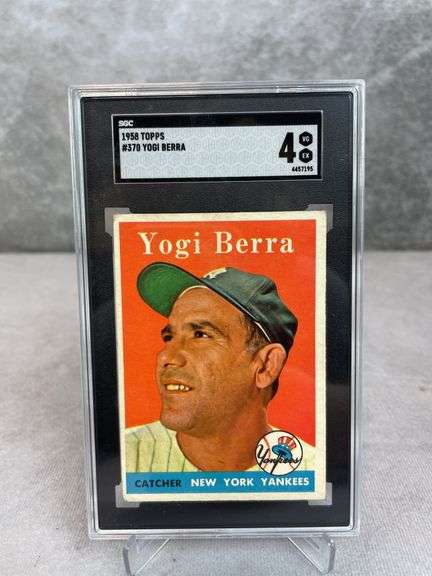 SGC
1958 TOPPS
#370 YOGI BERRA
4 VG EX
4457195
Yogi Berra
Yankees
CATCHER NEW YORK YANKEES